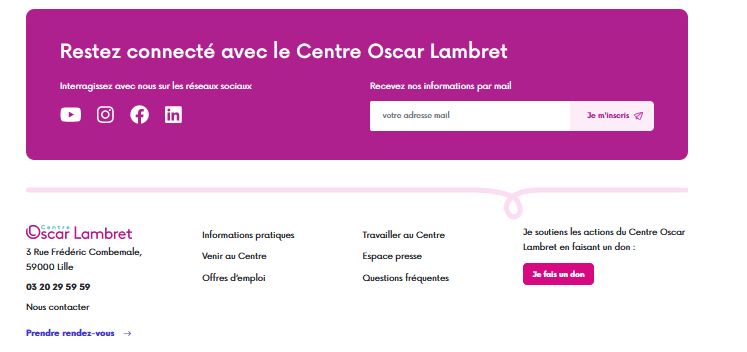 Restez connecté avec le Centre Oscar Lambret
Interragissez avec nous sur les réseaux sociaux
Recevez nos informations par mail
votre adresse mail
Je m'inscris
Centre
Oscar Lambret
3 Rue Frédéric Combemale,
59000 Lille
03 20 29 59 59
Nous contacter
Prendre rendez-vous →
Informations pratiques
Venir au Centre
Offres d'emploi
Travailler au Centre
Espace presse
Questions fréquentes
Je soutiens les actions du Centre Oscar
Lambret en faisant un don :
Je fais un don